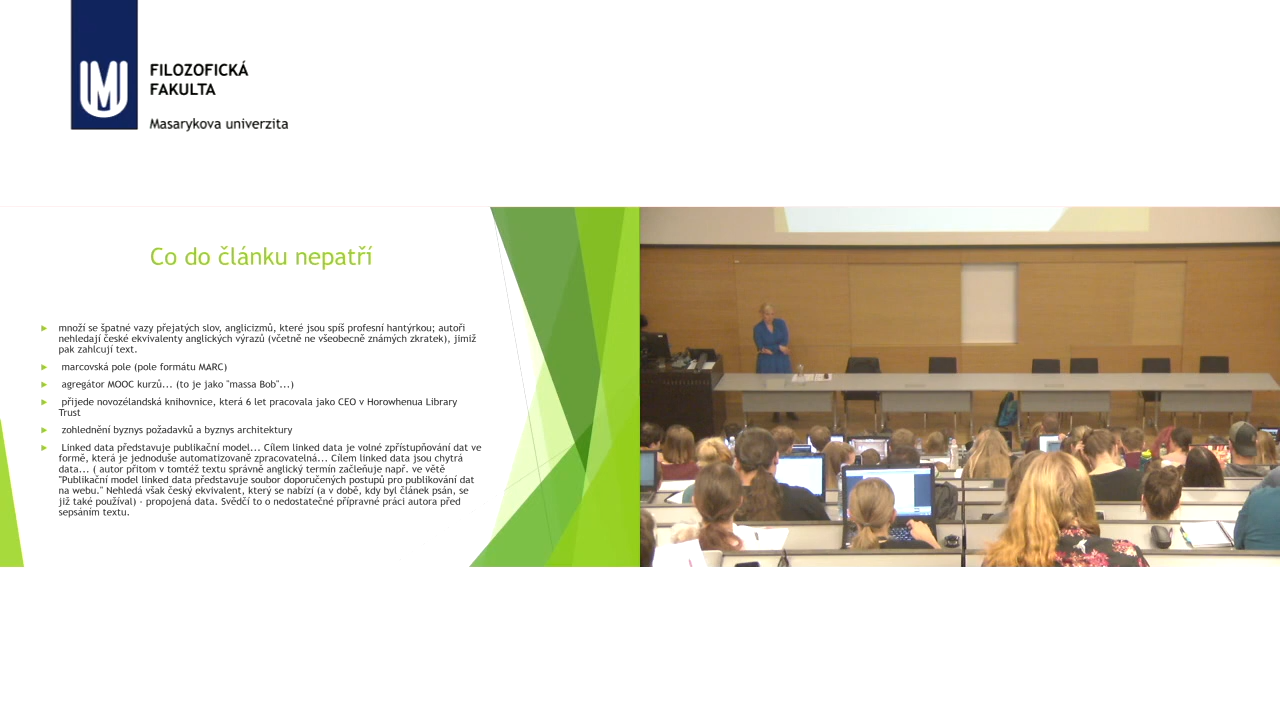 FILOZOFICKÁ
FAKULTA
Masarykova univerzita
Co do článku nepatří
množí se špatné vazy přejatých slov, anglicizmů, které jsou spíš profesní hantýrkou; autoři
nehledají české ekvivalenty anglických výrazů (včetně ne všeobecně známých zkratek), jimiž
pak zahlcují text.
marcovská pole (pole formátu MARC)
agregátor MOOC kurzů... (to je jako "massa Bob"...)
přijede novozélandská knihovnice, která 6 let pracovala jako CEO v Horowhenua Library
Trust
zohlednění byznys požadavků a byznys architektury
Linked data představuje publikační model... Cílem linked data je volné zpřístupňování dat ve
formě, která je jednoduše automatizovaně zpracovatelná... Cílem linked data jsou chytrá
data... ( autor přitom v tomtéž textu správně anglický termín začleňuje např. ve větě
"Publikační model linked data představuje soubor doporučených postupů pro publikování dat
na webu." Nehledá však český ekvivalent, který se nabízí (a v době, kdy byl článek psán, se
již také používal) - propojená data. Svědčí to o nedostatečné přípravné práci autora před
sepsáním textu.